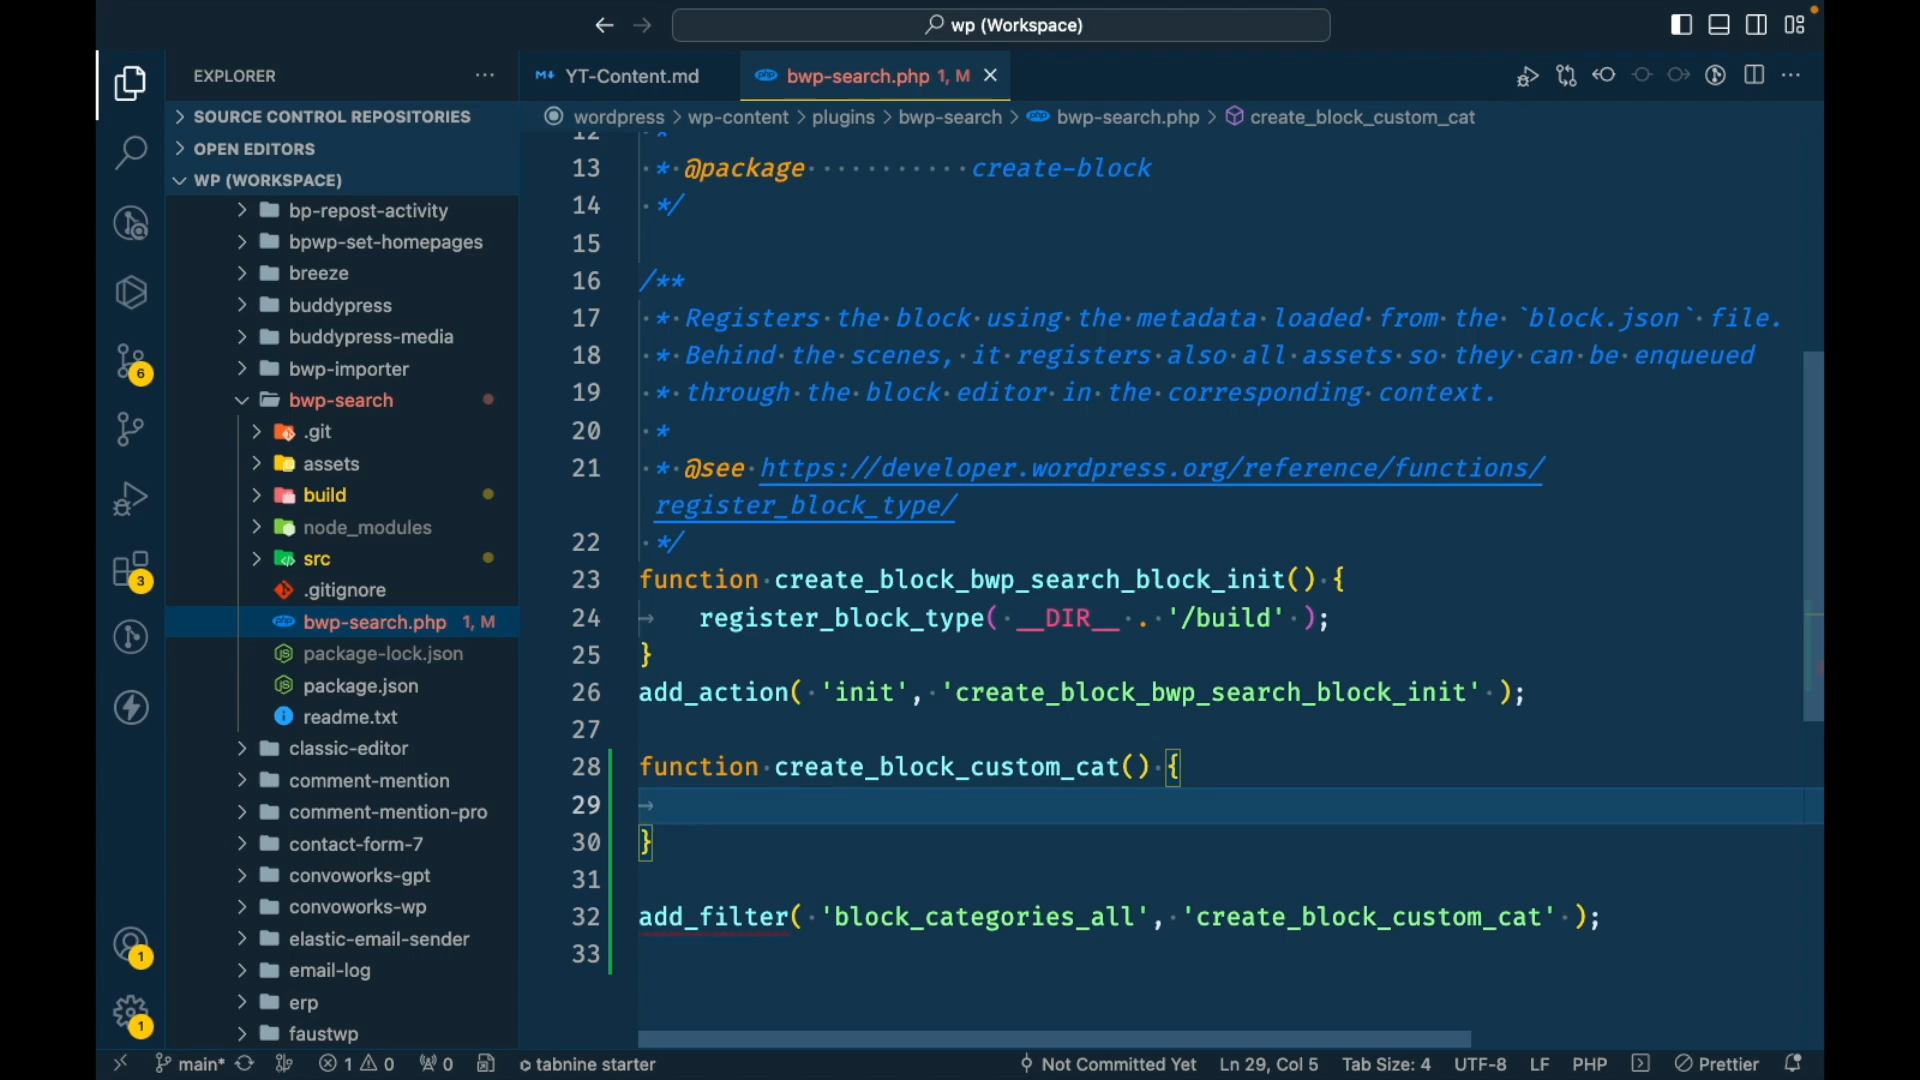 wp (Workspace)
EXPLORER
YT-Content.md
bwp-search.php 1, M
SOURCE CONTROL REPOSITORIES
OPEN EDITORS
WP (WORKSPACE)
bp-repost-activity
bpwp-set-homepages
breeze
buddypress
buddypress-media
bwp-importer
bwp-search
.git
assets
build
node_modules
src
.gitignore
bwp-search.php 1, M
package-lock.json
package.json
readme.txt
classic-editor
comment-mention
comment-mention-pro
contact-form-7
convoworks-gpt
convoworks-wp
elastic-email-sender
email-log
erp
faustwp
6
3
1
1
wordpress > wp-content > plugins > bwp-search > bwp-search.php > create_block_custom_cat
12 *
13 * @package create-block
14 */
15
16 /**
17 * Registers the block using the metadata loaded from the `block.json` file.
18 * Behind the scenes, it registers also all assets so they can be enqueued
19 * through the block editor in the corresponding context.
20 *
21 * @see https://developer.wordpress.org/reference/functions/
register_block_type/
22 */
23 function create_block_bwp_search_block_init() {
24 register_block_type( __DIR__ . '/build' );
25 }
26 add_action( 'init', 'create_block_bwp_search_block_init' );
27
28 function create_block_custom_cat() {
29
30 }
31
32 add_filter( 'block_categories_all', 'create_block_custom_cat' );
33
main* 1 0 0 tabnine starter Not Committed Yet Ln 29, Col 5 Tab Size: 4 UTF-8 LF PHP Prettier